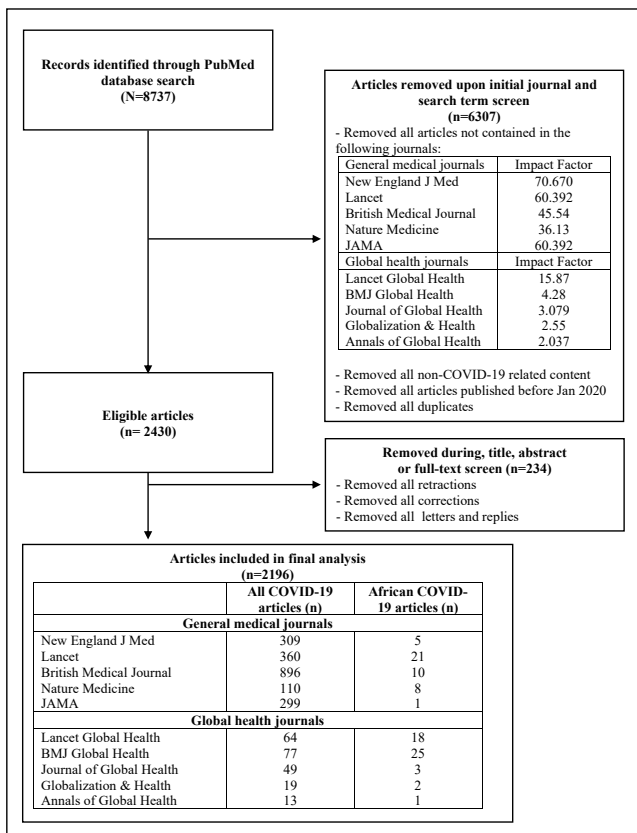 Records identified through PubMed
database search
(N=8737)
Articles removed upon initial journal and
search term screen
(n=6307)
- Removed all articles not contained in the
following journals:
General medical journals Impact Factor
New England J Med 70.670
Lancet 60.392
British Medical Journal 45.54
Nature Medicine 36.13
JAMA 60.392
Global health journals Impact Factor
Lancet Global Health 15.87
BMJ Global Health 4.28
Journal of Global Health 3.079
Globalization & Health 2.55
Annals of Global Health 2.037
- Removed all non-COVID-19 related content
- Removed all articles published before Jan 2020
- Removed all duplicates
Eligible articles
(n= 2430)
Removed during, title, abstract
or full-text screen (n=234)
- Removed all retractions
- Removed all corrections
- Removed all letters and replies
Articles included in final analysis
(n=2196)
All COVID-19 African COVID-
articles (n) 19 articles (n)
General medical journals
New England J Med 309 5
Lancet 360 21
British Medical Journal 896 10
Nature Medicine 110 8
JAMA 299 1
Global health journals
Lancet Global Health 64 18
BMJ Global Health 77 25
Journal of Global Health 49 3
Globalization & Health 19 2
Annals of Global Health 13 1